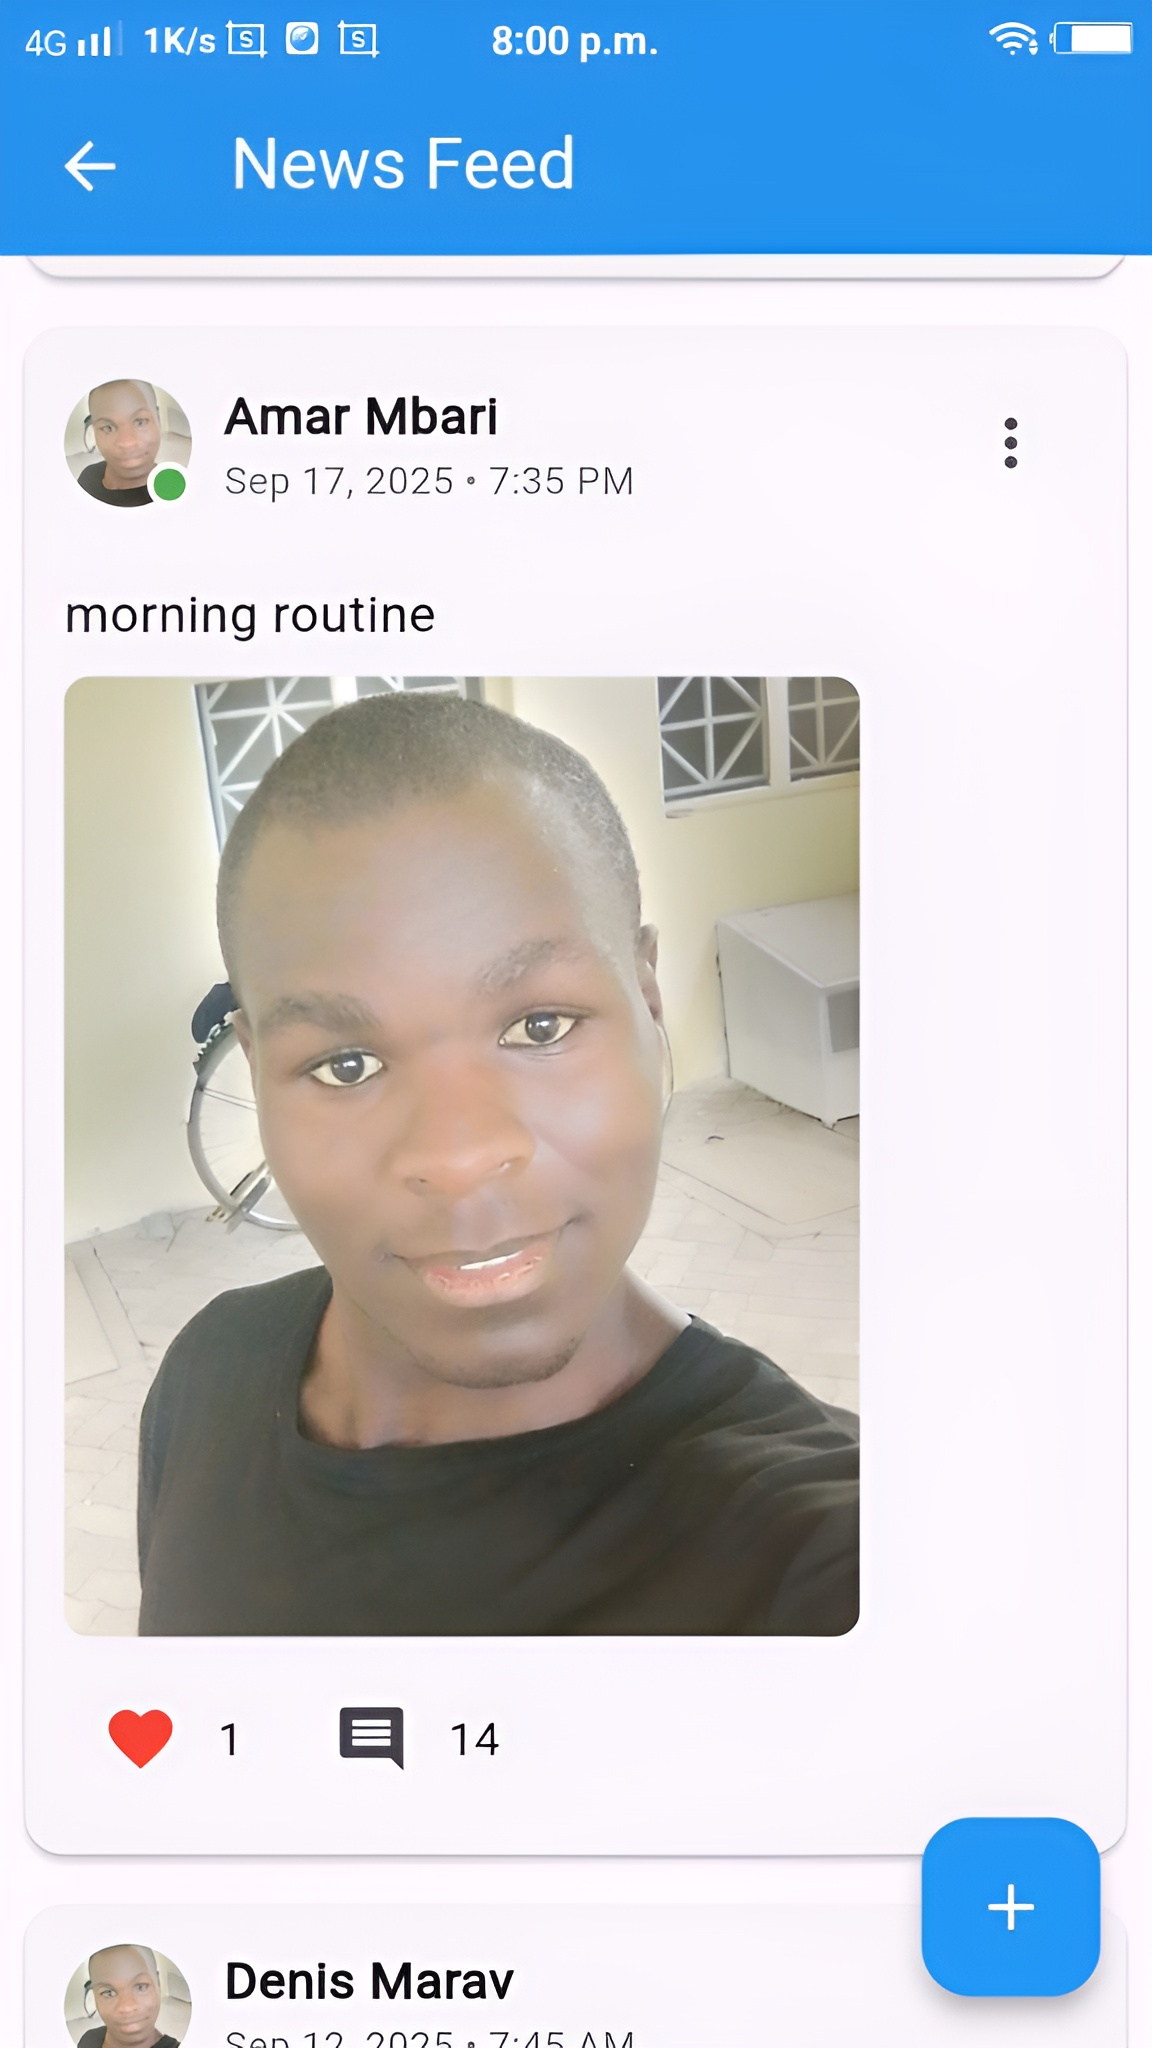 4G 1K/s S S 8:00 p.m.
News Feed
Amar Mbari
Sep 17, 2025 • 7:35 PM
morning routine
1 14
+
Denis Marav
Sep 12, 2025 • 7:45 AM